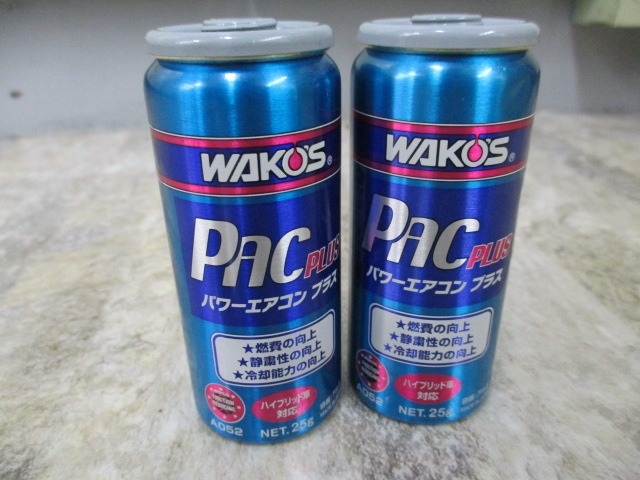 WAKO'S®
PAC PLUS
パワーエアコン プラス
★燃費の向上
★静粛性の向上
★冷却能力の向上
ハイブリッド車
対応
A052
NET. 25g
WAKO'S®
PAC PLUS
パワーエアコン プラス
★燃費の向上
★静粛性の向上
★冷却能力の向上
ハイブリッド車
対応
A052
NET. 25g